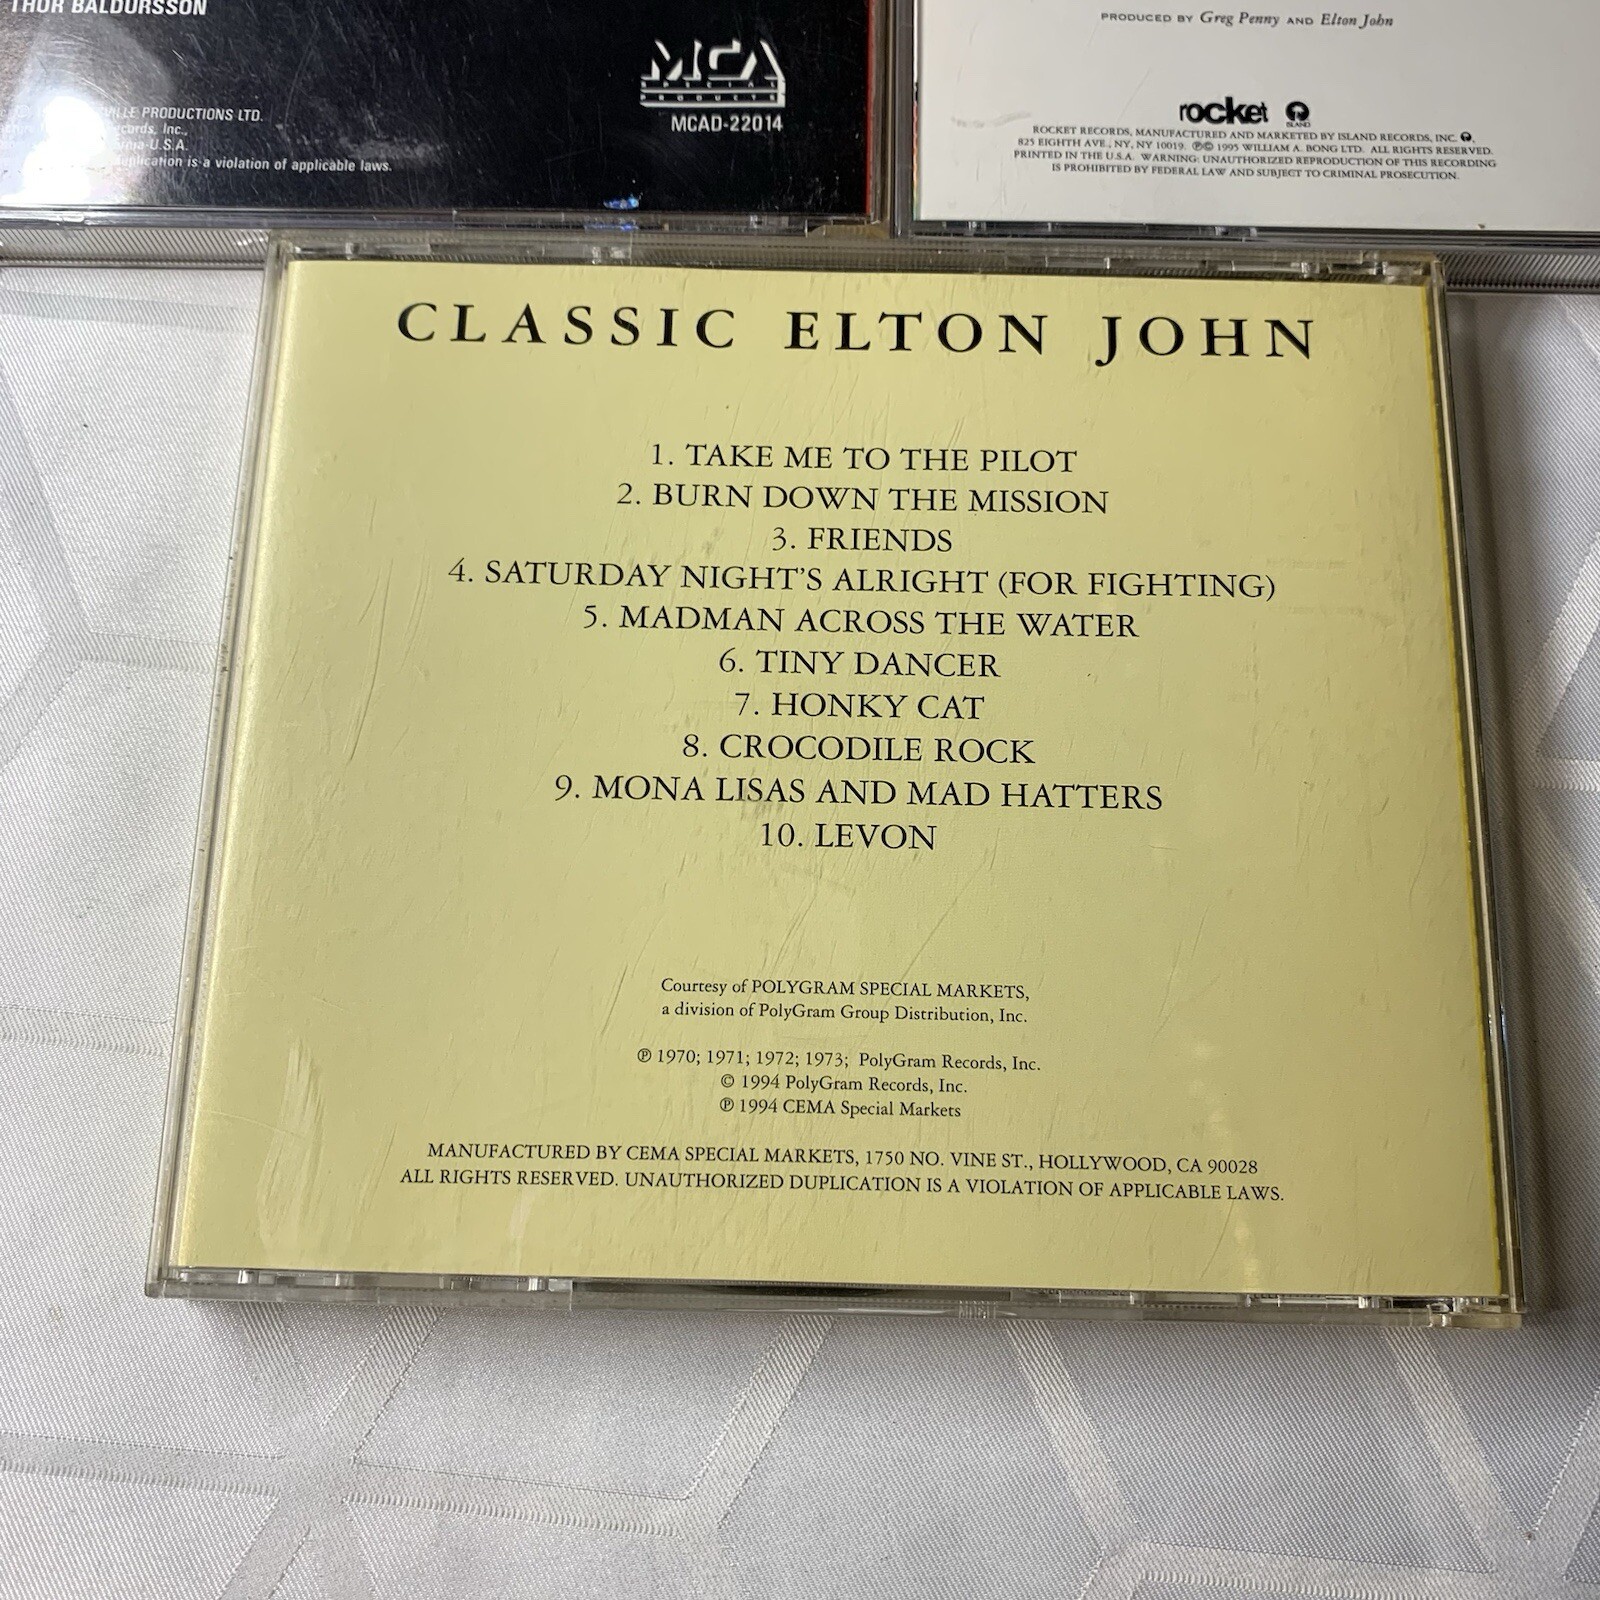 THOR BALDURSSON
PRODUCTIONS LTD.
Inc.,
U.S.A.
is a violation of applicable laws.
MCA
SPECIAL
PRODUCTS
MCAD-22014
PRODUCED BY Greg Penny AND Elton John
rocket
ISLAND
ROCKET RECORDS, MANUFACTURED AND MARKETED BY ISLAND RECORDS, INC.
825 EIGHTH AVE., NY, NY 10019. ℗© 1995 WILLIAM A. BONG LTD. ALL RIGHTS RESERVED.
PRINTED IN THE U.S.A. WARNING: UNAUTHORIZED REPRODUCTION OF THIS RECORDING
IS PROHIBITED BY FEDERAL LAW AND SUBJECT TO CRIMINAL PROSECUTION.
CLASSIC ELTON JOHN
1. TAKE ME TO THE PILOT
2. BURN DOWN THE MISSION
3. FRIENDS
4. SATURDAY NIGHT'S ALRIGHT (FOR FIGHTING)
5. MADMAN ACROSS THE WATER
6. TINY DANCER
7. HONKY CAT
8. CROCODILE ROCK
9. MONA LISAS AND MAD HATTERS
10. LEVON
Courtesy of POLYGRAM SPECIAL MARKETS,
a division of PolyGram Group Distribution, Inc.
℗ 1970; 1971; 1972; 1973; PolyGram Records, Inc.
© 1994 PolyGram Records, Inc.
℗ 1994 CEMA Special Markets
MANUFACTURED BY CEMA SPECIAL MARKETS, 1750 NO. VINE ST., HOLLYWOOD, CA 90028
ALL RIGHTS RESERVED. UNAUTHORIZED DUPLICATION IS A VIOLATION OF APPLICABLE LAWS.